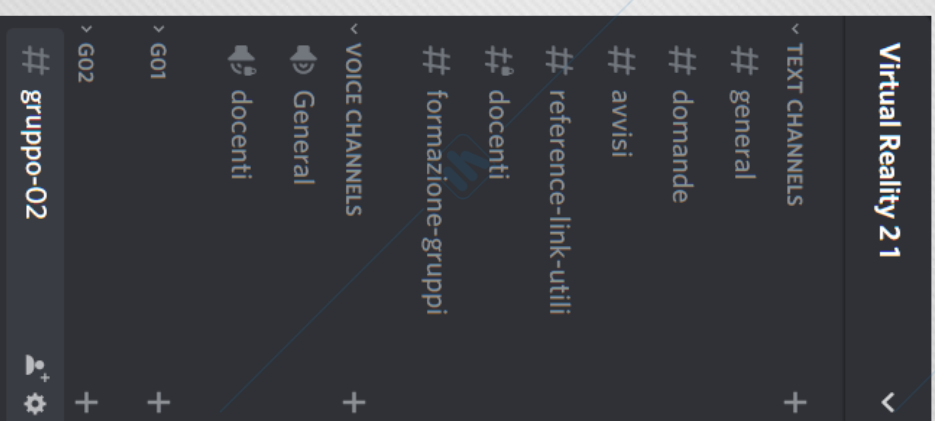 Virtual Reality 2 1
TEXT CHANNELS
# general
# domande
# avvisi
# reference-link-utili
# docenti
# formazione-gruppi
VOICE CHANNELS
General
docenti
G01
G02
# gruppo-02